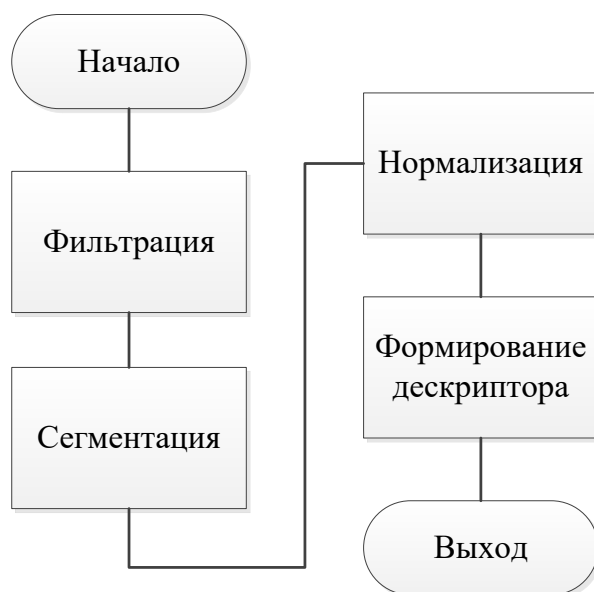 Начало
Фильтрация
Сегментация
Нормализация
Формирование
дескриптора
Выход